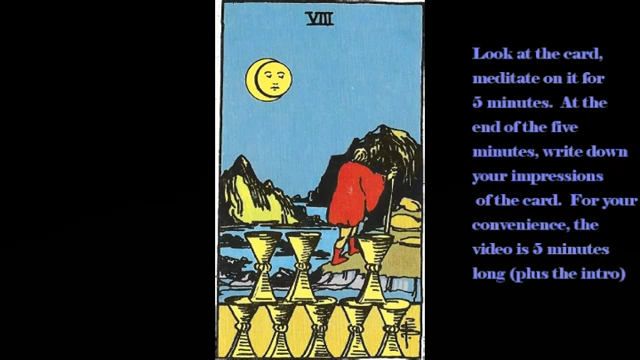 VIII
Look at the card,
meditate on it for
5 minutes.  At the
end of the five
minutes, write down
your impressions
of the card.  For your
convenience, the
video is 5 minutes
long (plus the intro)